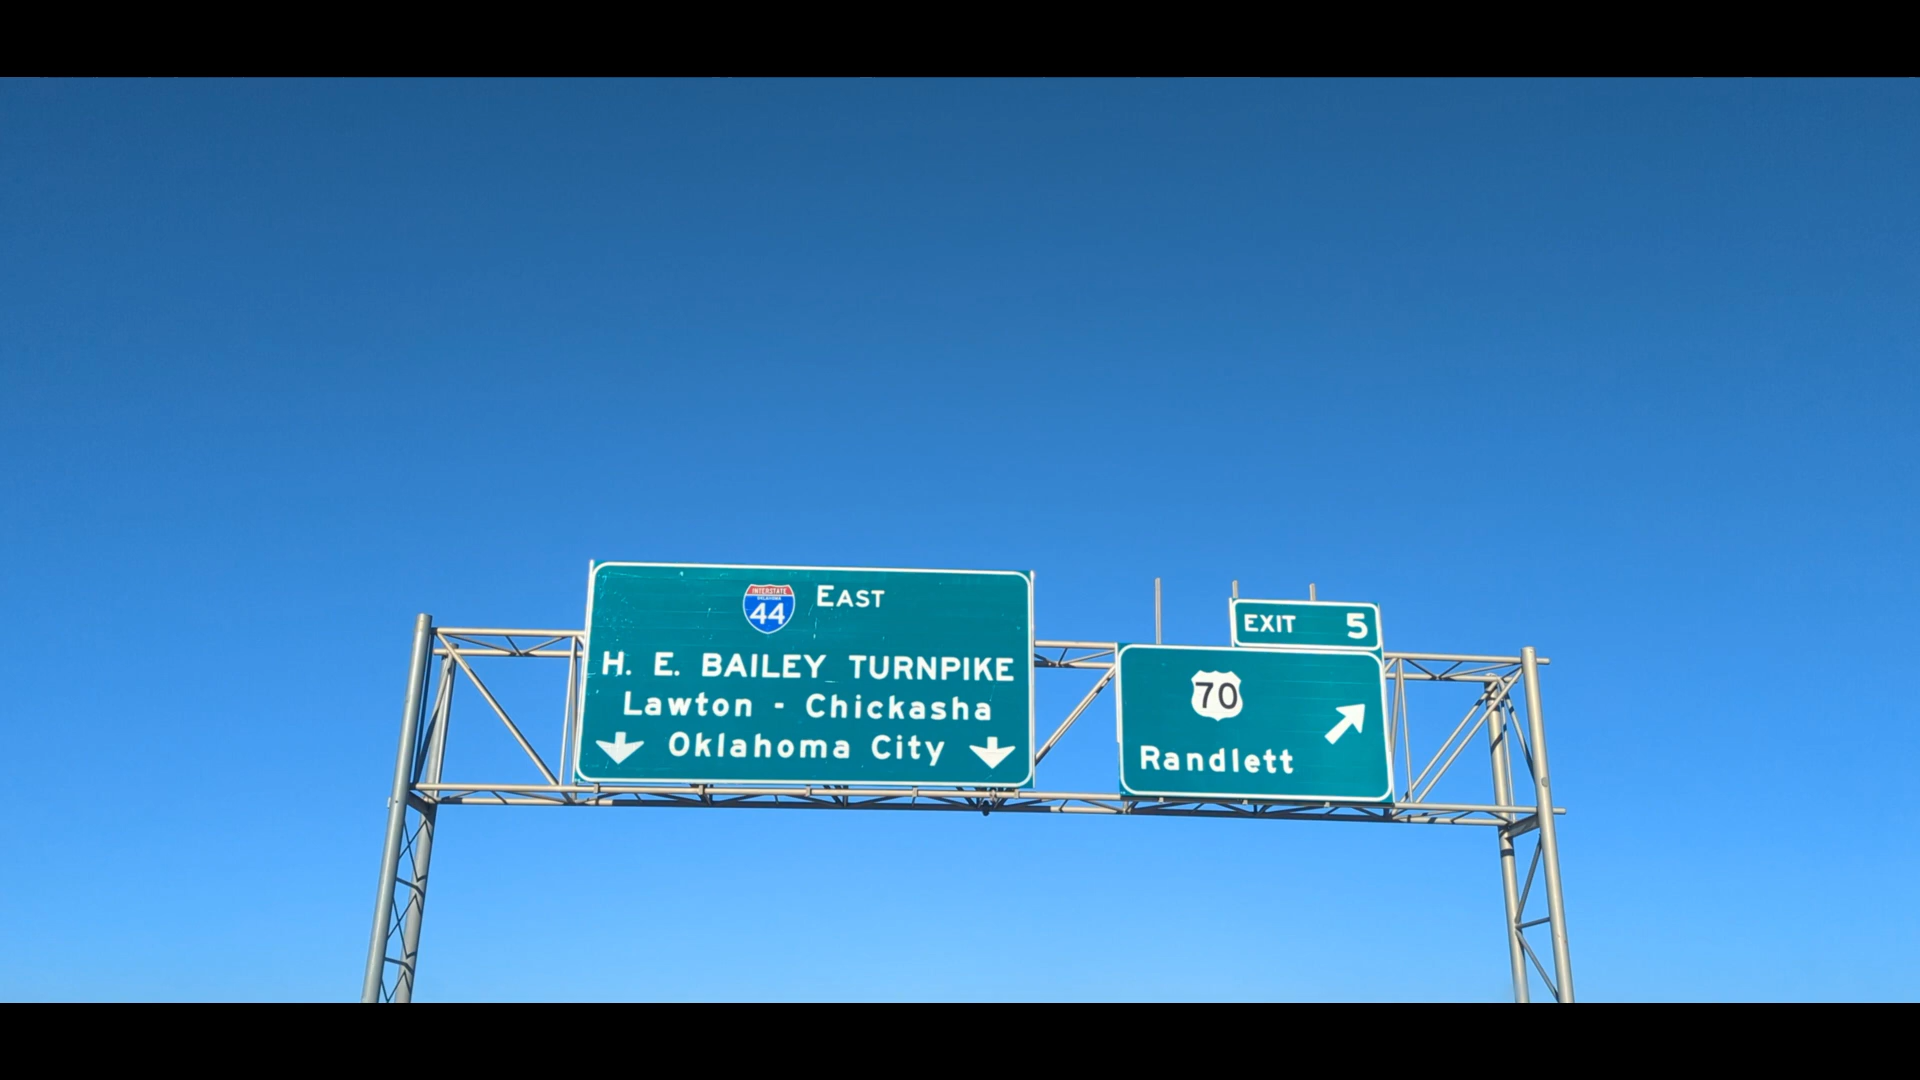 INTERSTATE
OKLAHOMA
44
EAST
H. E. BAILEY TURNPIKE
Lawton - Chickasha
Oklahoma City
EXIT 5
70
Randlett